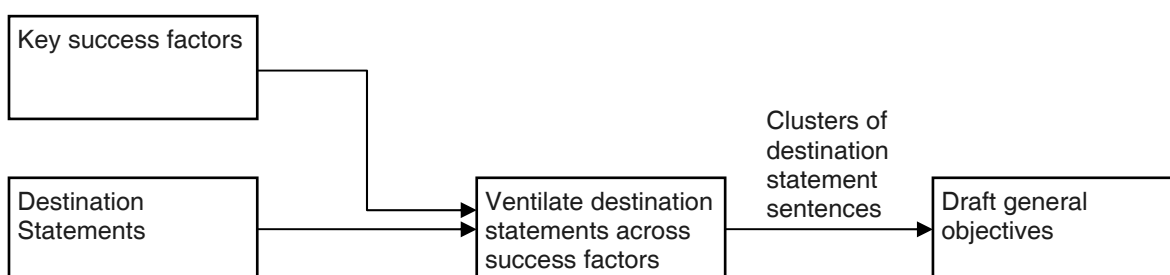 Key success factors
Destination
Statements
Ventilate destination
statements across
success factors
Clusters of
destination
statement
sentences
Draft general
objectives